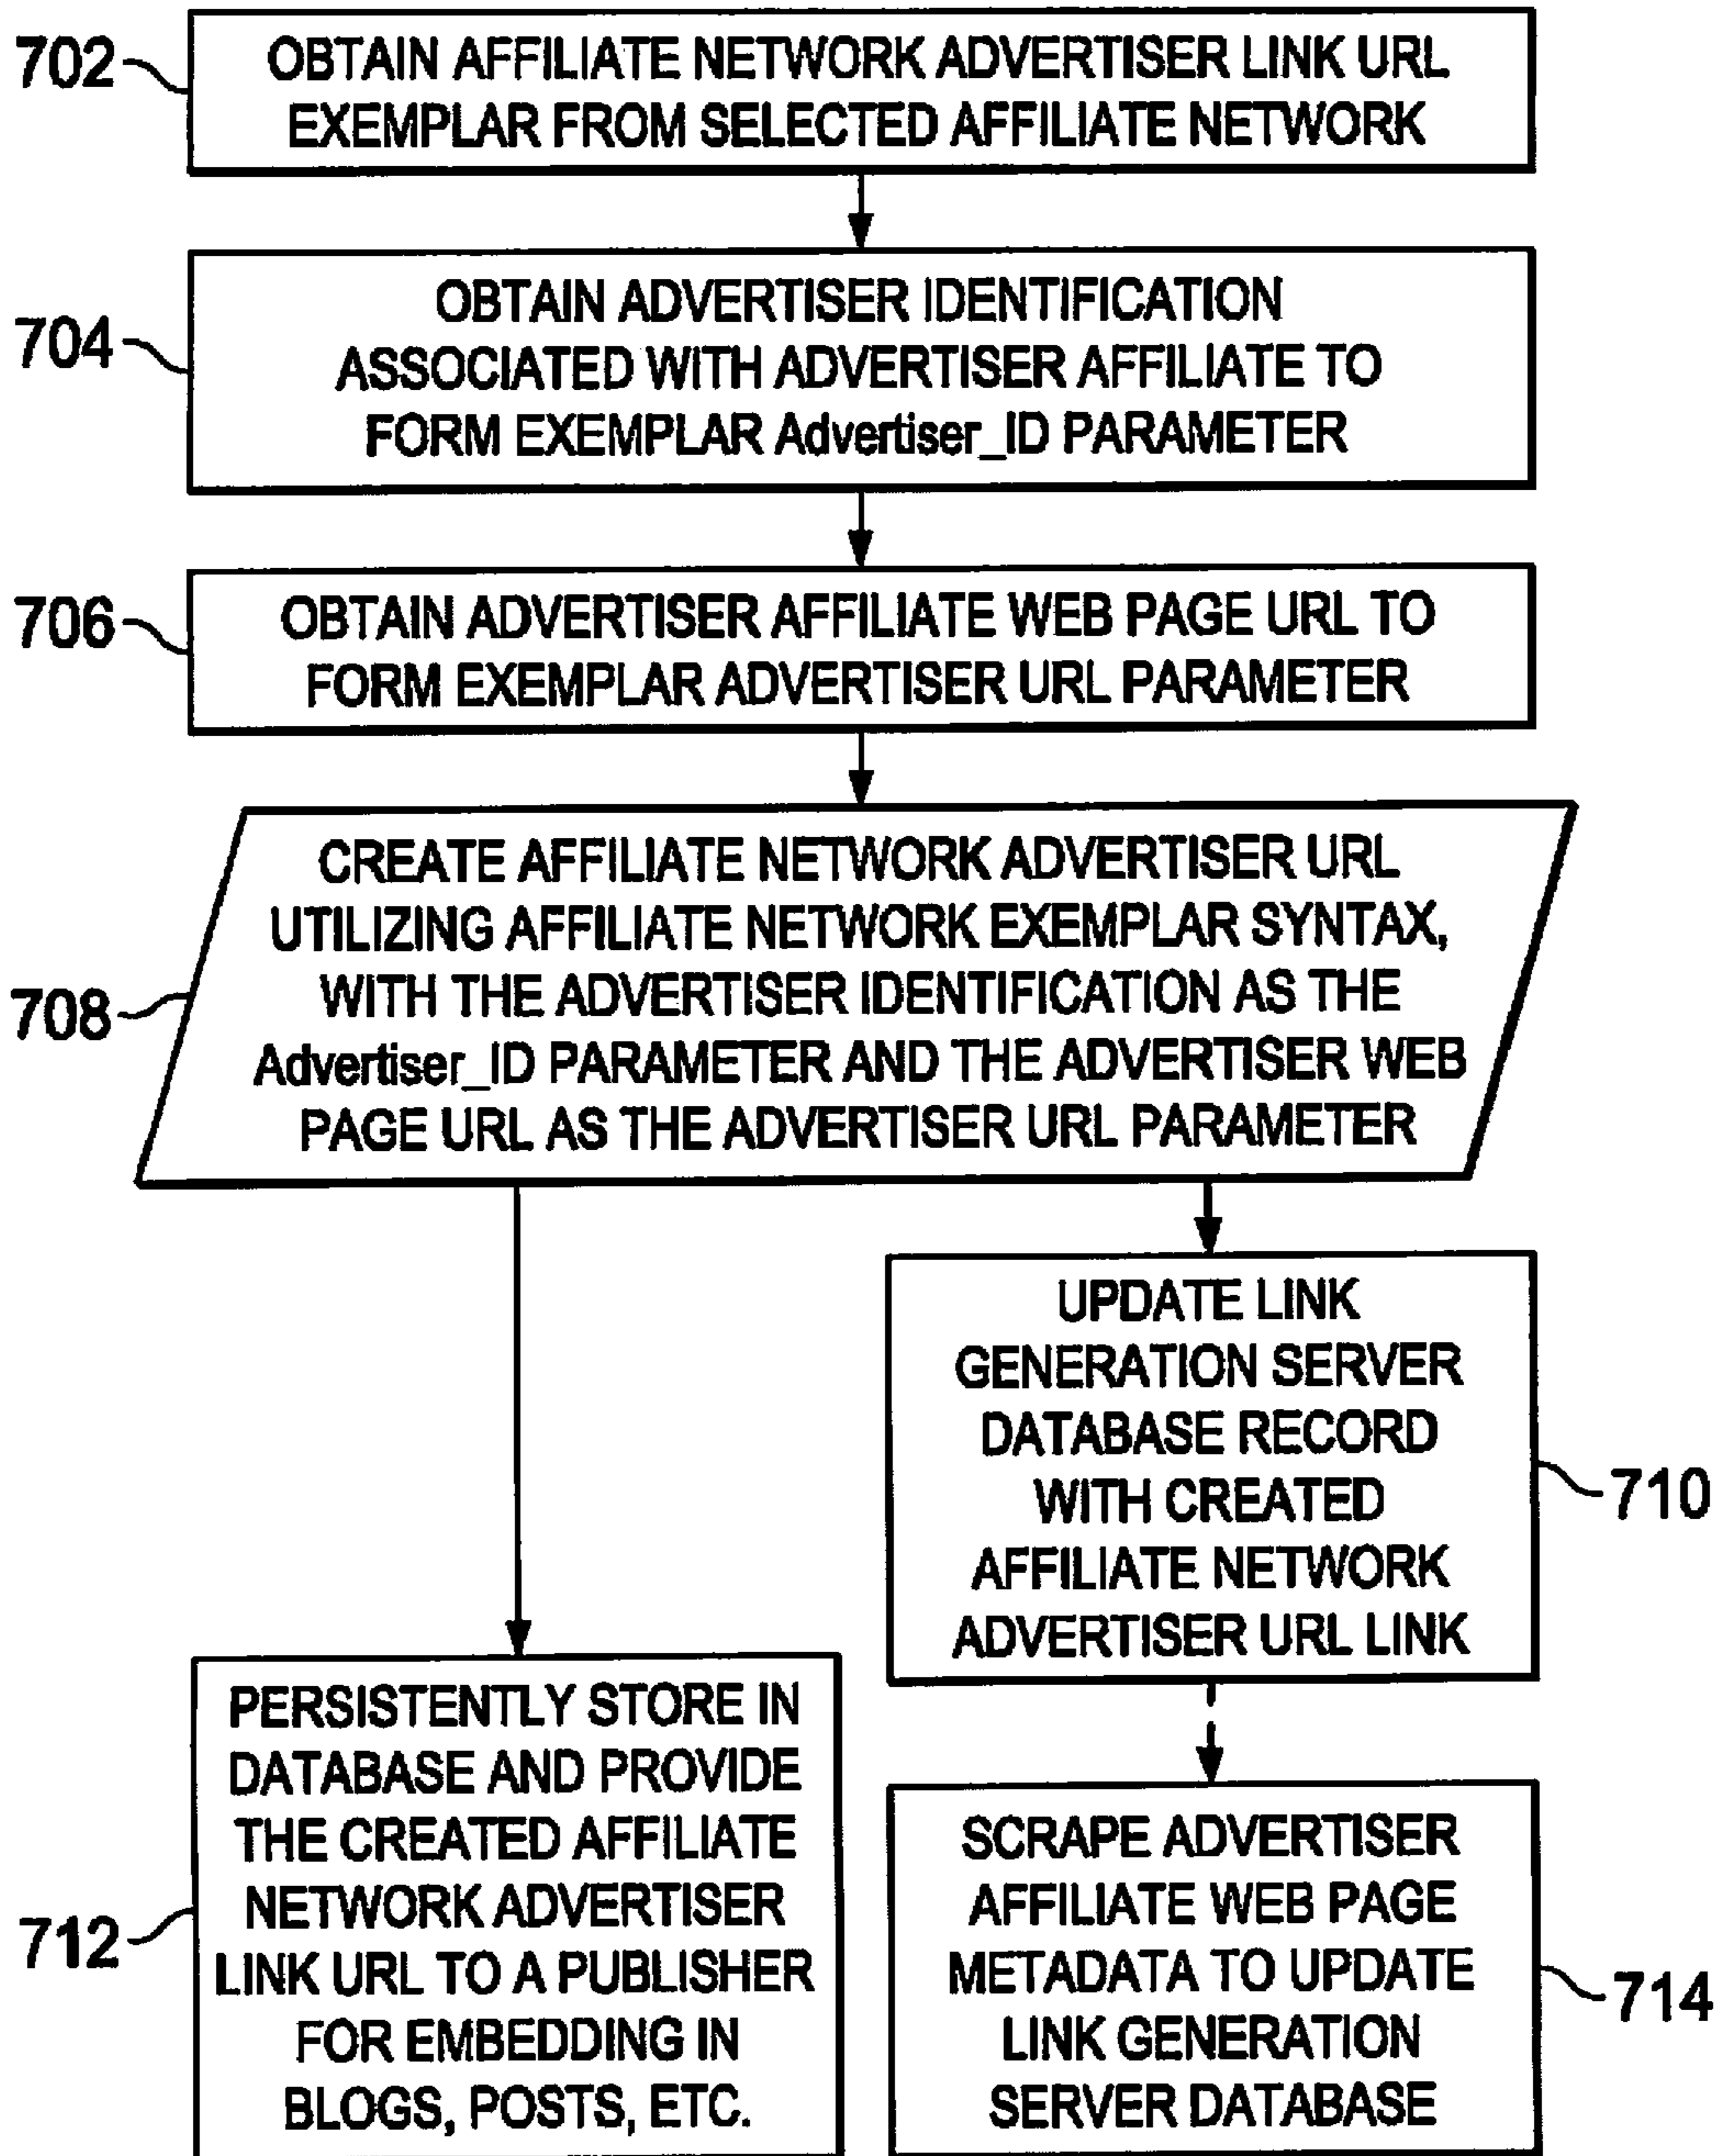 702
OBTAIN AFFILIATE NETWORK ADVERTISER LINK URL
EXEMPLAR FROM SELECTED AFFILIATE NETWORK
704
OBTAIN ADVERTISER IDENTIFICATION
ASSOCIATED WITH ADVERTISER AFFILIATE TO
FORM EXEMPLAR Advertiser_ID PARAMETER
706
OBTAIN ADVERTISER AFFILIATE WEB PAGE URL TO
FORM EXEMPLAR ADVERTISER URL PARAMETER
708
CREATE AFFILIATE NETWORK ADVERTISER URL
UTILIZING AFFILIATE NETWORK EXEMPLAR SYNTAX,
WITH THE ADVERTISER IDENTIFICATION AS THE
Advertiser_ID PARAMETER AND THE ADVERTISER WEB
PAGE URL AS THE ADVERTISER URL PARAMETER
UPDATE LINK
GENERATION SERVER
DATABASE RECORD
WITH CREATED
AFFILIATE NETWORK
ADVERTISER URL LINK
710
712
PERSISTENTLY STORE IN
DATABASE AND PROVIDE
THE CREATED AFFILIATE
NETWORK ADVERTISER
LINK URL TO A PUBLISHER
FOR EMBEDDING IN
BLOGS, POSTS, ETC.
SCRAPE ADVERTISER
AFFILIATE WEB PAGE
METADATA TO UPDATE
LINK GENERATION
SERVER DATABASE
714